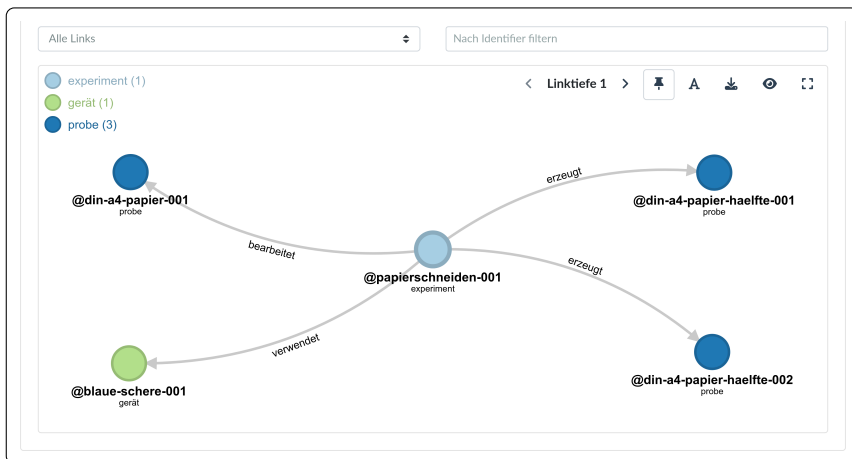 Alle Links
Nach Identifier filtern
experiment (1)
gerät (1)
probe (3)
Linktiefe 1
A
@din-a4-papier-001
probe
bearbeitet
@papierschneiden-001
experiment
erzeugt
@din-a4-papier-haelfte-001
probe
erzeugt
verwendet
@blaue-schere-001
gerät
@din-a4-papier-haelfte-002
probe